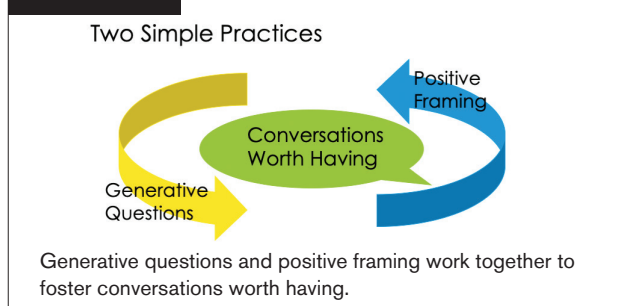 Two Simple Practices
Positive
Framing
Conversations
Worth Having
Generative
Questions
Generative questions and positive framing work together to
foster conversations worth having.